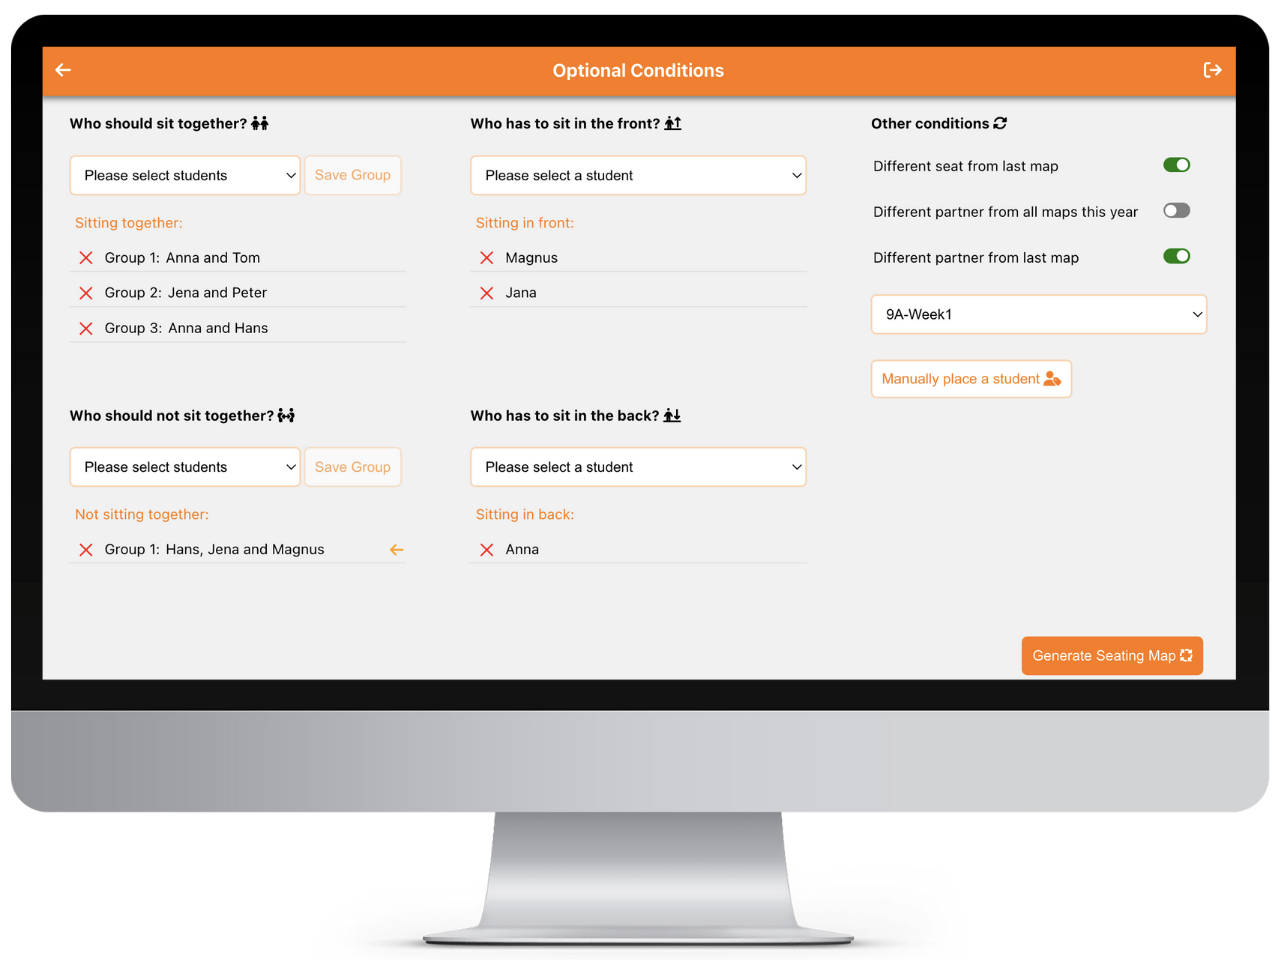 Optional Conditions
Who should sit together?
Please select students
Save Group
Sitting together:
Group 1: Anna and Tom
Group 2: Jena and Peter
Group 3: Anna and Hans
Who should not sit together?
Please select students
Save Group
Not sitting together:
Group 1: Hans, Jena and Magnus
Who has to sit in the front?
Please select a student
Sitting in front:
Magnus
Jana
Who has to sit in the back?
Please select a student
Sitting in back:
Anna
Other conditions
Different seat from last map
Different partner from all maps this year
Different partner from last map
9A-Week1
Manually place a student
Generate Seating Map